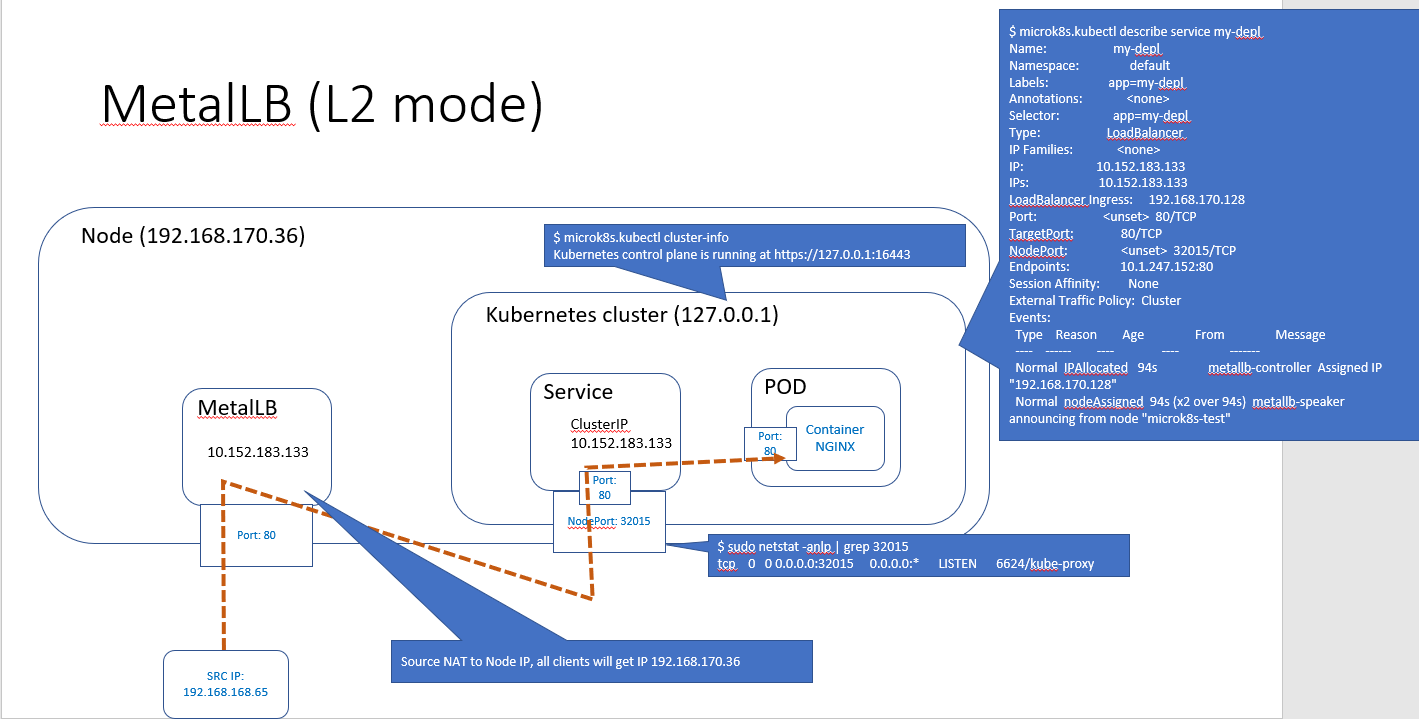 MetalLB (L2 mode)
$ microk8s.kubectl describe service my-depl
Name: my-depl
Namespace: default
Labels: app=my-depl
Annotations: <none>
Selector: app=my-depl
Type: LoadBalancer
IP Families: <none>
IP: 10.152.183.133
IPs: 10.152.183.133
LoadBalancer Ingress: 192.168.170.128
Port: <unset> 80/TCP
TargetPort: 80/TCP
NodePort: <unset> 32015/TCP
Endpoints: 10.1.247.152:80
Session Affinity: None
External Traffic Policy: Cluster
Events:
Type Reason Age From Message
---- ------ ---- ---- -------
Normal IPAllocated 94s metallb-controller Assigned IP
"192.168.170.128"
Normal nodeAssigned 94s (x2 over 94s) metallb-speaker
announcing from node "microk8s-test"
Node (192.168.170.36)
$ microk8s.kubectl cluster-info
Kubernetes control plane is running at https://127.0.0.1:16443
Kubernetes cluster (127.0.0.1)
MetalLB
10.152.183.133
Port: 80
Service
ClusterIP
10.152.183.133
Port:
80
NodePort: 32015
POD
Port:
80
Container
NGINX
$ sudo netstat -anlp | grep 32015
tcp 0 0 0.0.0.0:32015 0.0.0.0:* LISTEN 6624/kube-proxy
Source NAT to Node IP, all clients will get IP 192.168.170.36
SRC IP:
192.168.168.65